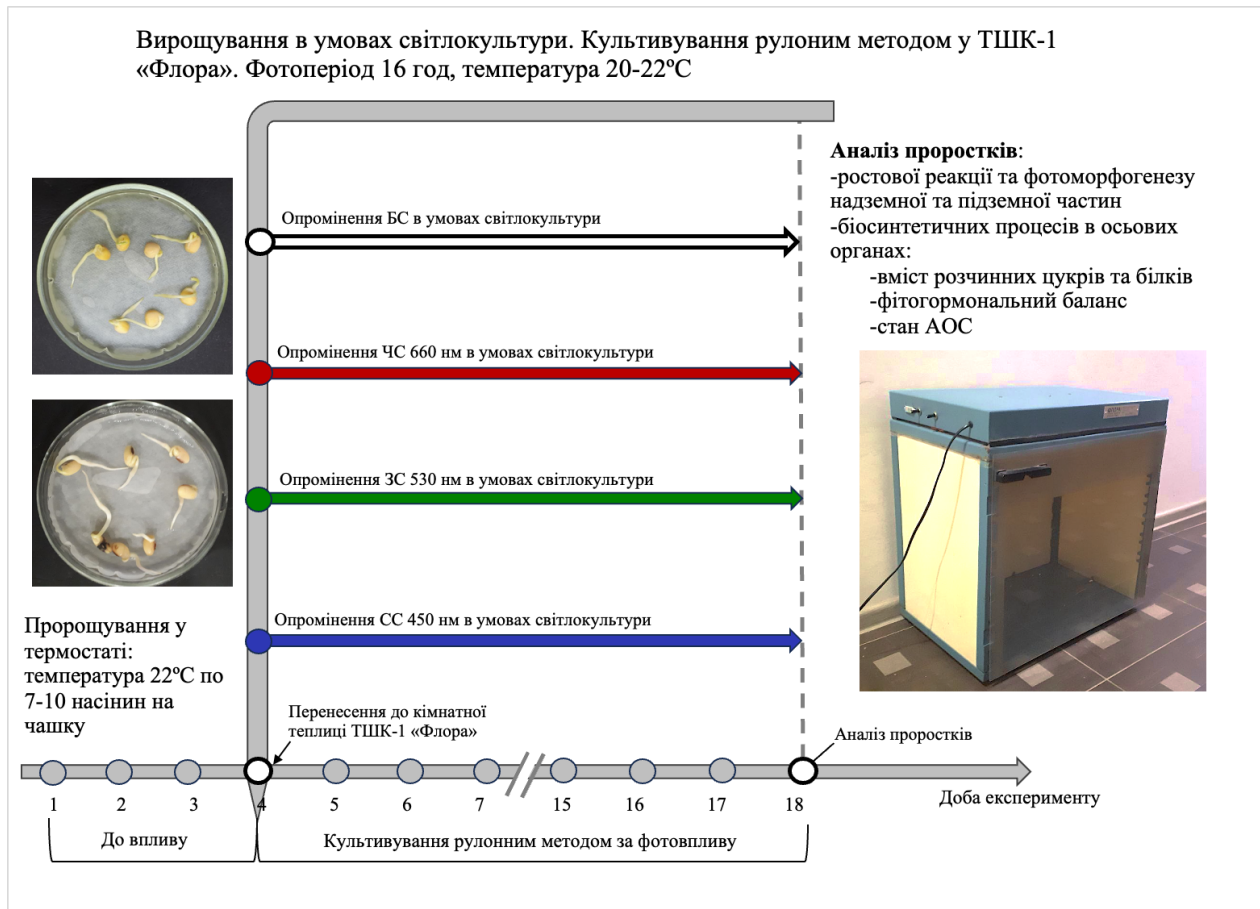 Вирощування в умовах світлокультури. Культивування рулоним методом у ТШК-1
«Флора». Фотоперіод 16 год, температура 20-22ºС
Аналіз проростків:
-ростової реакції та фотоморфогенезу
надземної та підземної частин
-біосинтетичних процесів в осьових
органах:
-вміст розчинних цукрів та білків
-фітогормональний баланс
-стан АОС
Опромінення БС в умовах світлокультури
Опромінення ЧС 660 нм в умовах світлокультури
Опромінення ЗС 530 нм в умовах світлокультури
Опромінення СС 450 нм в умовах світлокультури
Пророщування у
термостаті:
температура 22ºС по
7-10 насінин на
чашку
Перенесення до кімнатної
теплиці ТШК-1 «Флора»
Аналіз проростків
1 2 3 4 5 6 7 15 16 17 18
Доба експерименту
До впливу
Культивування рулонним методом за фотовпливу